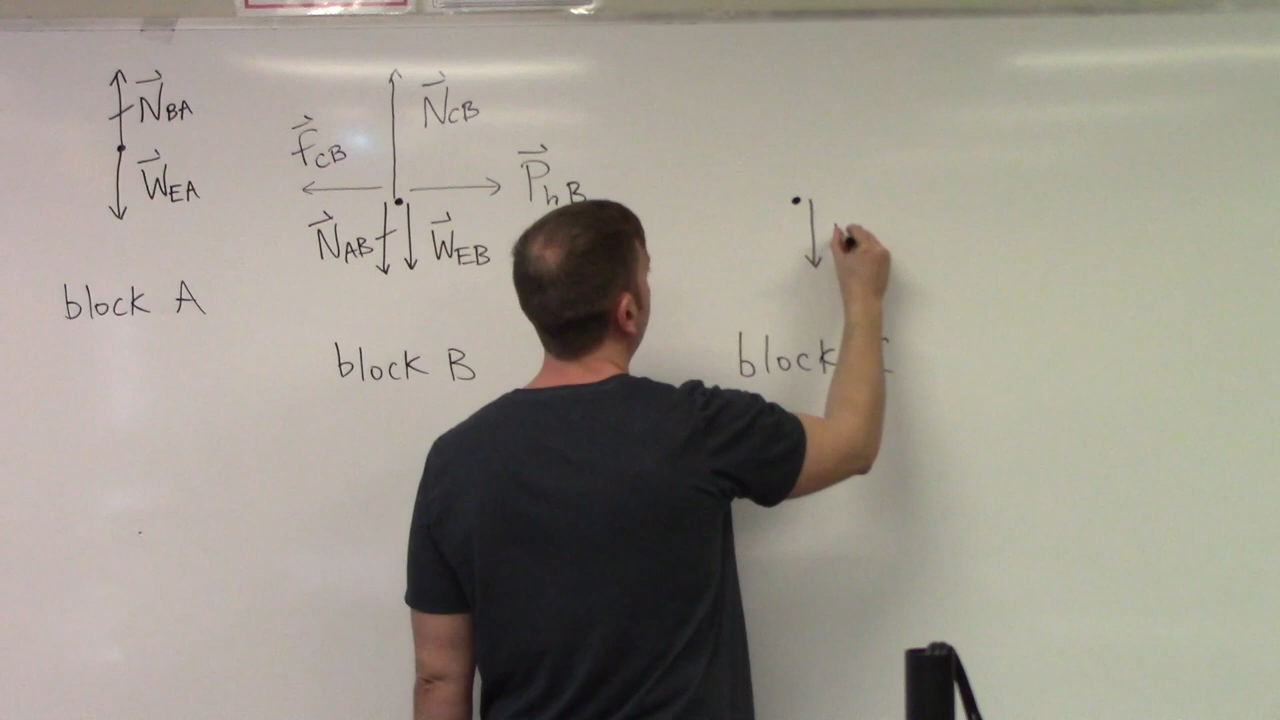 N⃗BA
W⃗EA
block A
N⃗CB
f⃗CB
P⃗hB
N⃗AB
W⃗EB
block B
block C